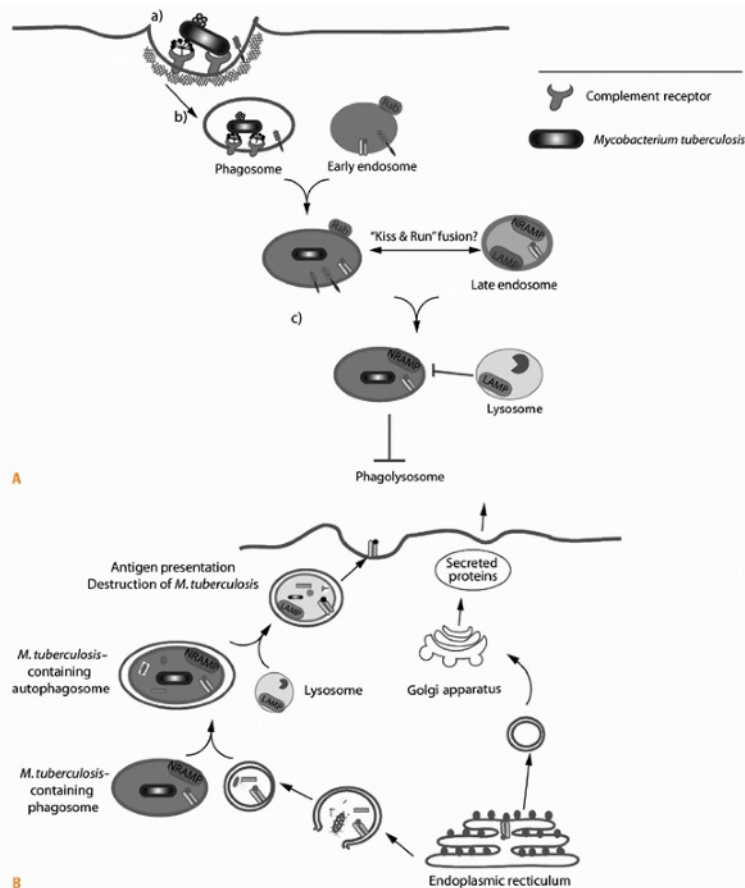 a)
Complement receptor
Mycobacterium tuberculosis
b)
Rab
Phagosome
Early endosome
Rab
"Kiss & Run" fusion?
NRAMP
LAMP
Late endosome
c)
NRAMP
LAMP
Lysosome
Phagolysosome
A
Antigen presentation
Destruction of M. tuberculosis
Secreted
proteins
LAMP
M. tuberculosis–
containing
autophagosome
NRAMP
Lysosome
LAMP
Golgi apparatus
M. tuberculosis–
containing
phagosome
NRAMP
Endoplasmic recticulum
B